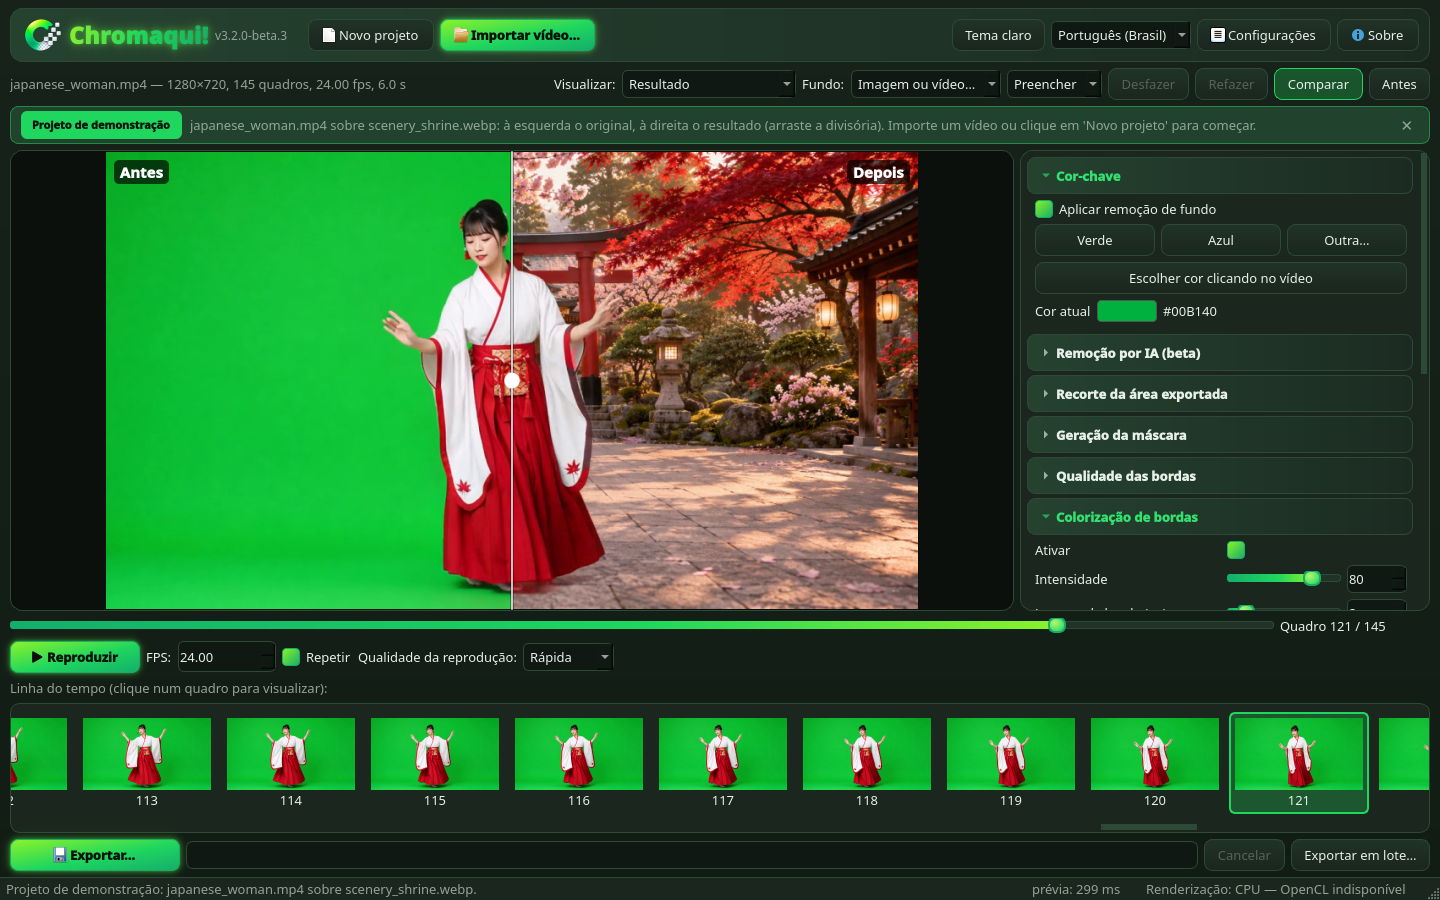 Chromaqui! v3.2.0-beta.3 Novo projeto Importar vídeo... Tema claro Português (Brasil) Configurações Sobre
japanese_woman.mp4 — 1280×720, 145 quadros, 24.00 fps, 6.0 s Visualizar: Resultado Fundo: Imagem ou vídeo... Preencher Desfazer Refazer Comparar Antes
Projeto de demonstração japanese_woman.mp4 sobre scenery_shrine.webp: à esquerda o original, à direita o resultado (arraste a divisória). Importe um vídeo ou clique em 'Novo projeto' para começar.
Antes Depois
Cor-chave
Aplicar remoção de fundo
Verde Azul Outra...
Escolher cor clicando no vídeo
Cor atual #00B140
Remoção por IA (beta)
Recorte da área exportada
Geração da máscara
Qualidade das bordas
Colorização de bordas
Ativar
Intensidade 80
Quadro 121 / 145
Reproduzir FPS: 24.00 Repetir Qualidade da reprodução: Rápida
Linha do tempo (clique num quadro para visualizar):
113 114 115 116 117 118 119 120 121
Exportar... Cancelar Exportar em lote...
Projeto de demonstração: japanese_woman.mp4 sobre scenery_shrine.webp. prévia: 299 ms Renderização: CPU — OpenCL indisponível